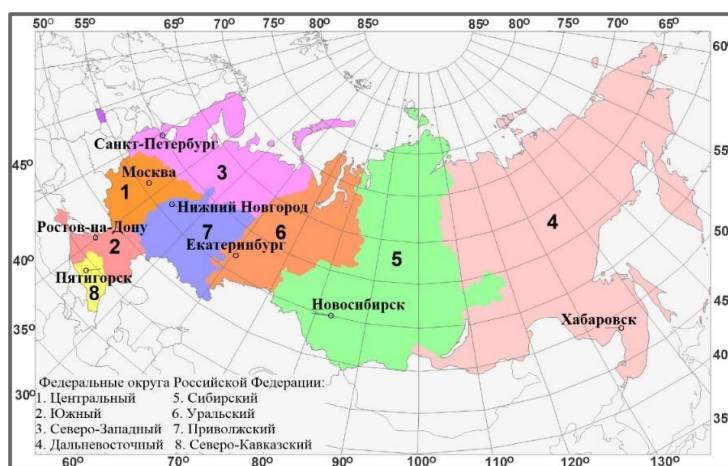 50° 55° 65° 70° 75° 80° 85° 85° 80° 75° 70° 65° 60°
45° 55°
Санкт-Петербург
3
Москва
1
50°
Нижний Новгород
Ростов-на-Дону
4
7 6
2
Екатеринбург
40°
5
Пятигорск
8
45°
Новосибирск
Хабаровск
35°
40°
Федеральные округа Российской Федерации:
1. Центральный 5. Сибирский
30°
2 Южный 6. Уральский
3. Северо-Западный 7. Приволжский
4. Дальневосточный 8. Северо-Кавказский
60° 70° 80° 90° 100° 110° 120° 130°